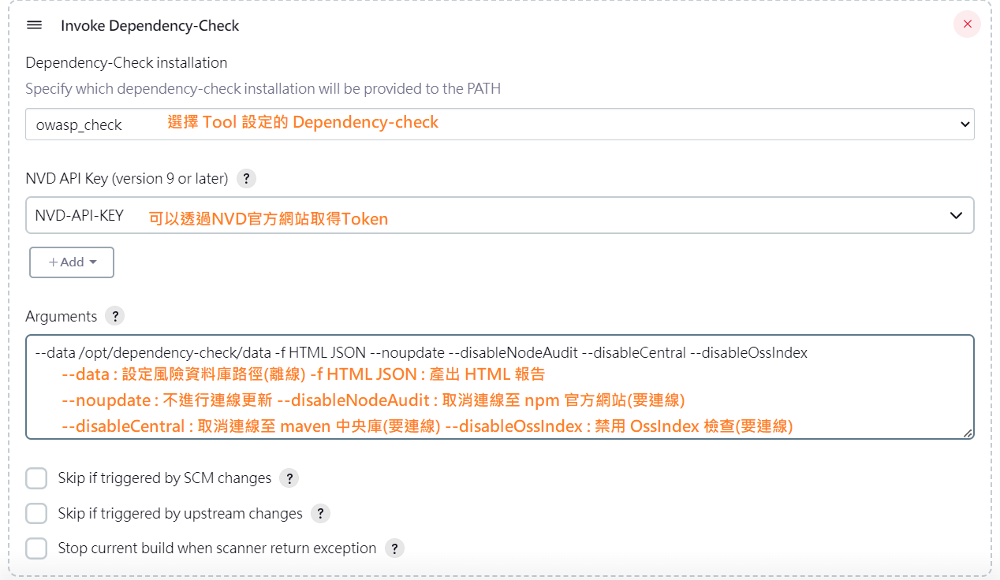 Invoke Dependency-Check
Dependency-Check installation
Specify which dependency-check installation will be provided to the PATH
owasp_check 選擇 Tool 設定的 Dependency-check
NVD API Key (version 9 or later) ?
NVD-API-KEY 可以透過NVD官方網站取得Token
+ Add
Arguments ?
--data /opt/dependency-check/data -f HTML JSON --noupdate --disableNodeAudit --disableCentral --disableOssIndex
--data : 設定風險資料庫路徑(離線) -f HTML JSON : 產出 HTML 報告
--noupdate : 不進行連線更新 --disableNodeAudit : 取消連線至 npm 官方網站(要連線)
--disableCentral : 取消連線至 maven 中央庫(要連線) --disableOssIndex : 禁用 OssIndex 檢查(要連線)
Skip if triggered by SCM changes ?
Skip if triggered by upstream changes ?
Stop current build when scanner return exception ?